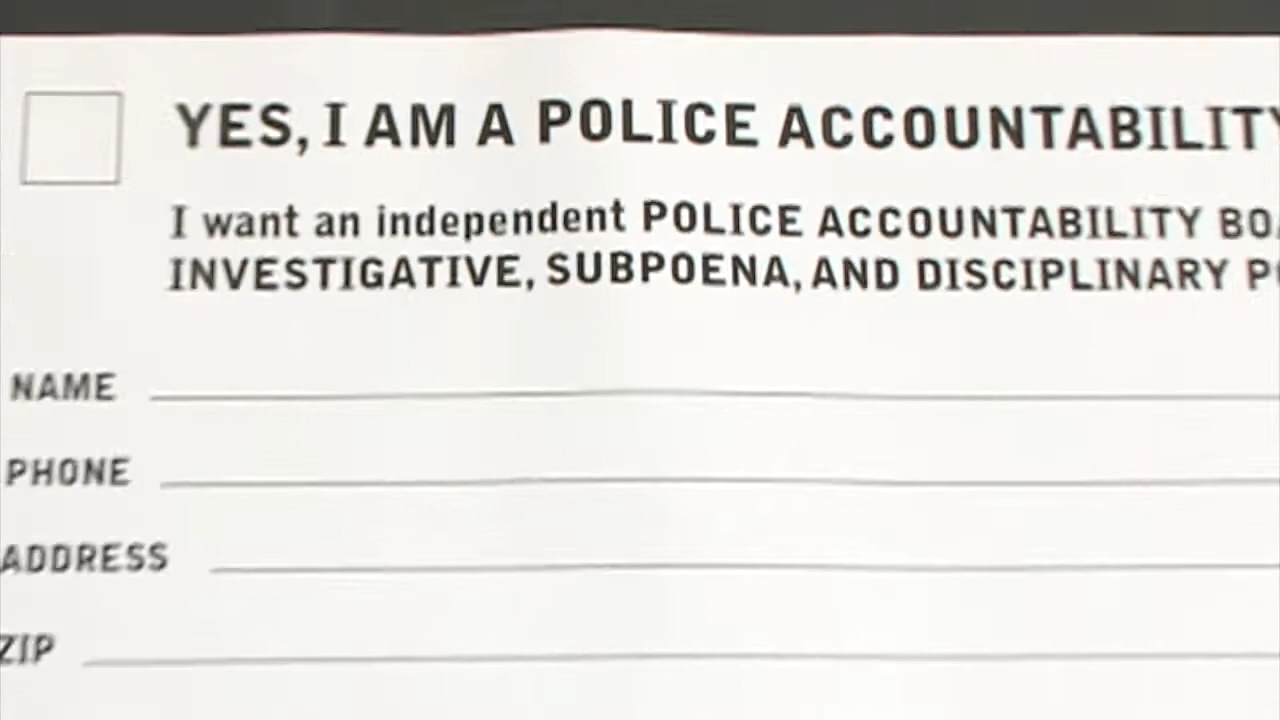 YES, I AM A POLICE ACCOUNTABILITY
I want an independent POLICE ACCOUNTABILITY
INVESTIGATIVE, SUBPOENA, AND DISCIPLINARY
NAME
PHONE
ADDRESS
ZIP